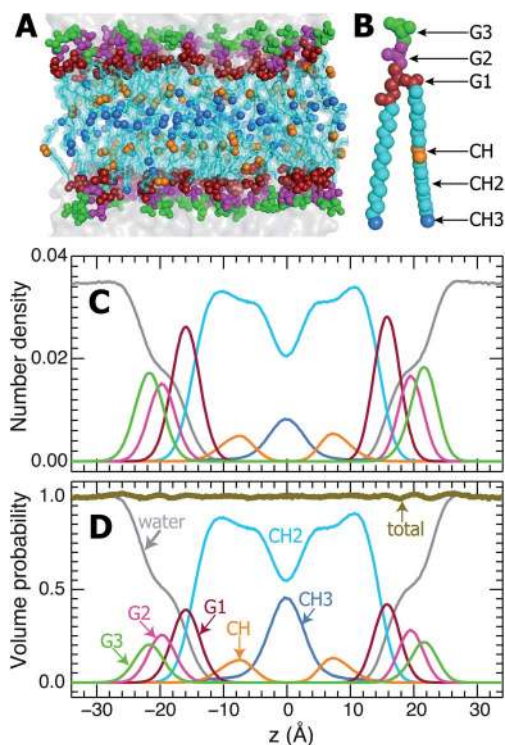 A
B
G3
G2
G1
CH
CH2
CH3
C
Number density
0.04
0.02
0.00
D
Volume probability
1.0
0.5
0.0
water
total
CH2
CH3
G1
G2
G3
CH
−30 −20 −10 0 10 20 30
z (Å)